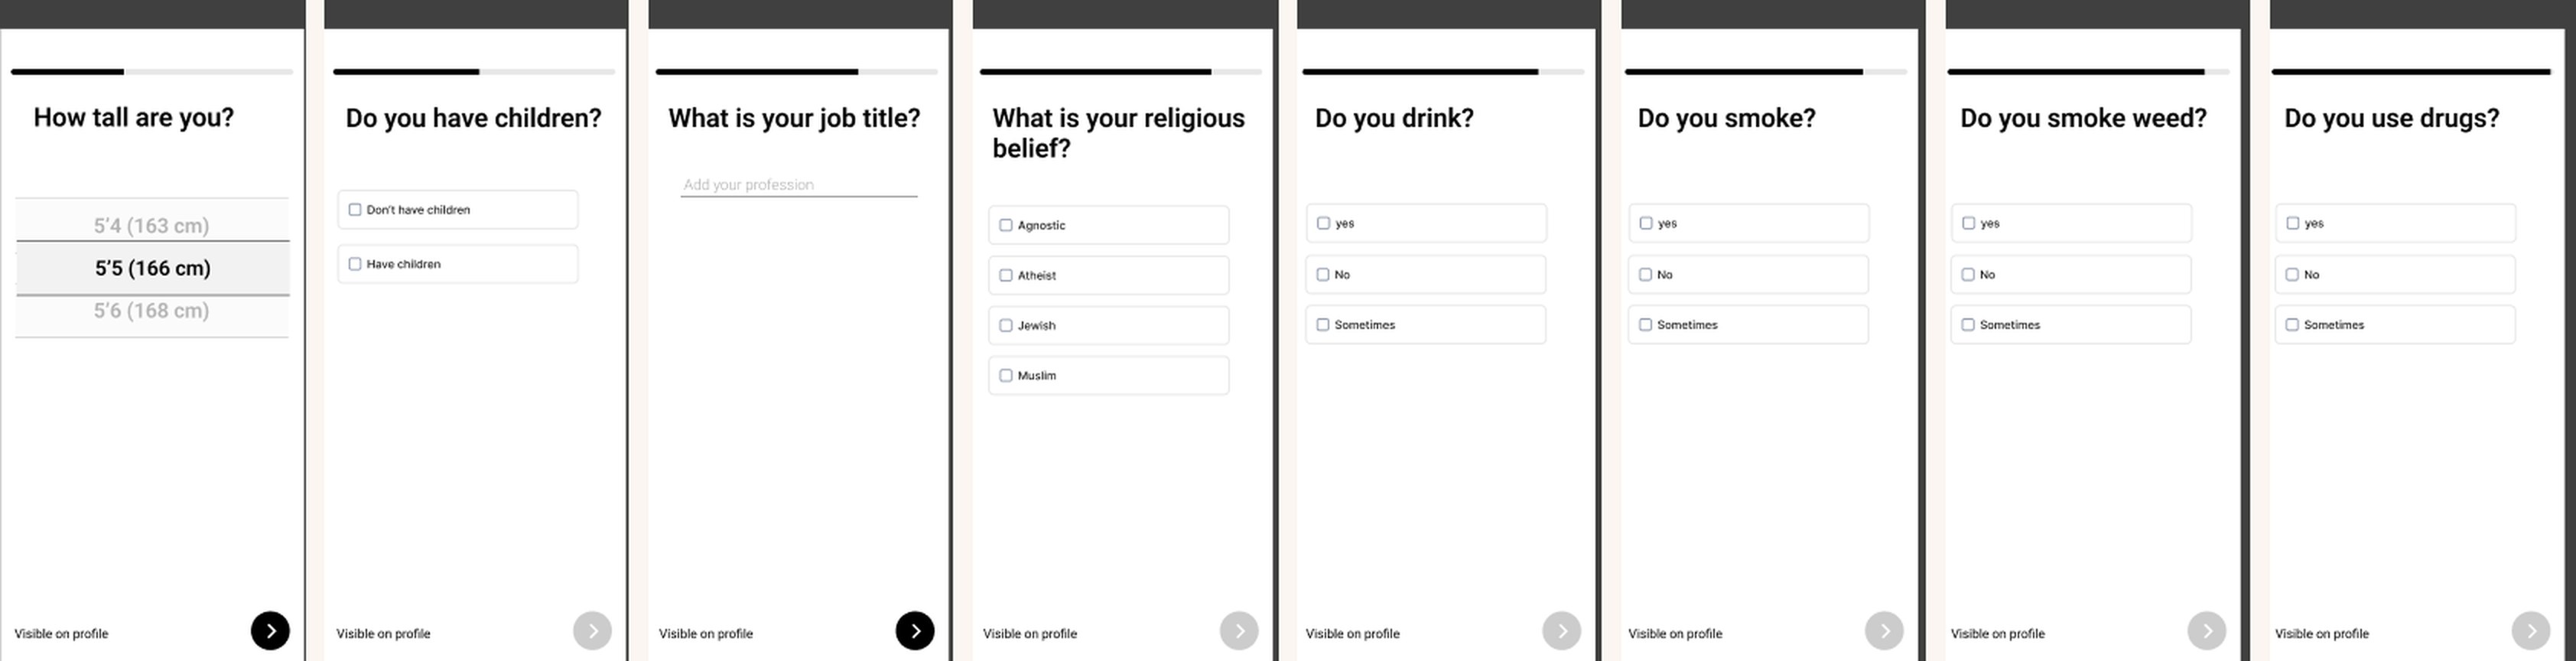 How tall are you?
5'4 (163 cm)
5'5 (166 cm)
5'6 (168 cm)
Visible on profile
Do you have children?
Don't have children
Have children
Visible on profile
What is your job title?
Add your profession
Visible on profile
What is your religious
belief?
Agnostic
Atheist
Jewish
Muslim
Visible on profile
Do you drink?
yes
No
Sometimes
Visible on profile
Do you smoke?
yes
No
Sometimes
Visible on profile
Do you smoke weed?
yes
No
Sometimes
Visible on profile
Do you use drugs?
yes
No
Sometimes
Visible on profile